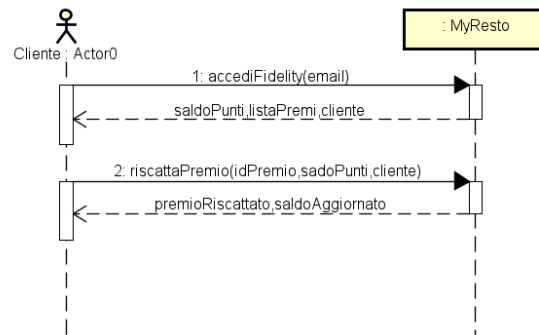 Cliente : Actor0
: MyResto
1: accediFidelity(email)
saldoPunti,listaPremi,cliente
2: riscattaPremio(idPremio,sadoPunti,cliente)
premioRiscattato,saldoAggiornato